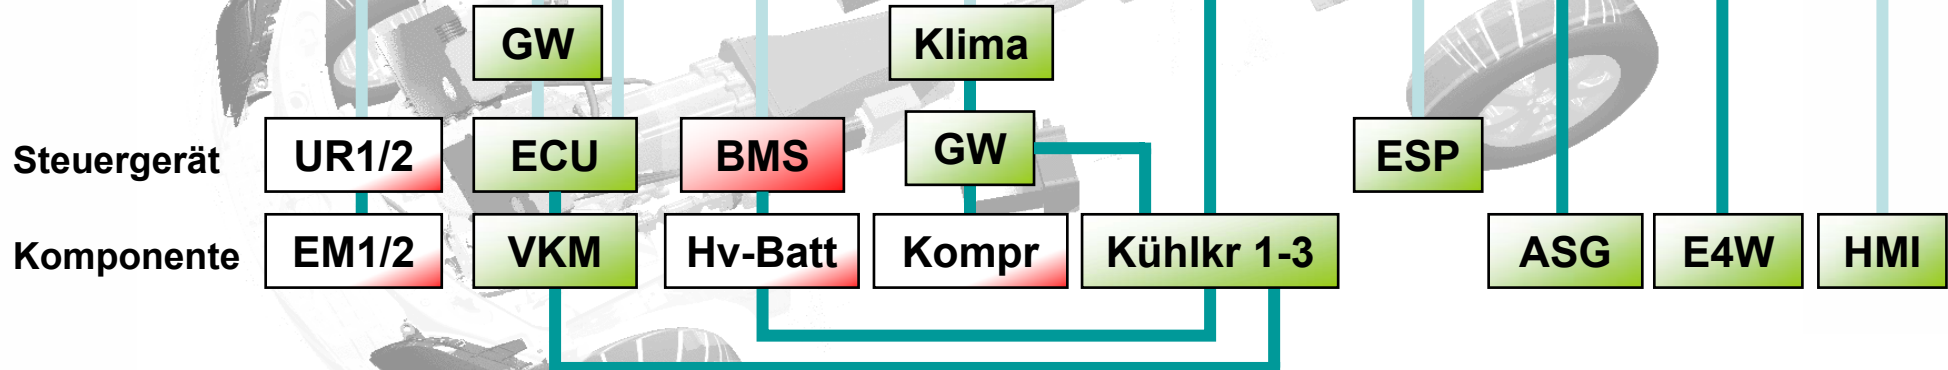 GW Klima
Steuergerät UR1/2 ECU BMS GW ESP
Komponente EM1/2 VKM Hv-Batt Kompr Kühlkr 1-3 ASG E4W HMI